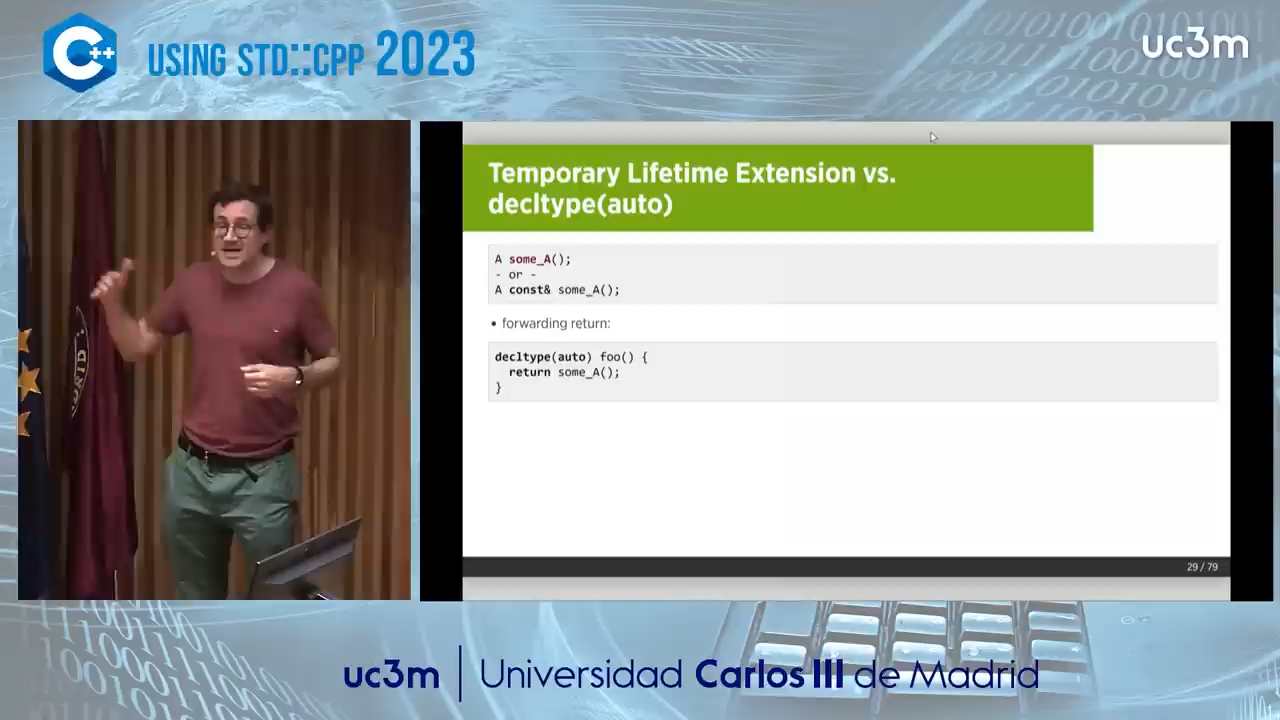 C++
USING STD::CPP 2023
uc3m
Temporary Lifetime Extension vs.
decltype(auto)
A some_A();
- or -
A const& some_A();
• forwarding return:
decltype(auto) foo() {
  return some_A();
}
29 / 79
uc3m | Universidad Carlos III de Madrid